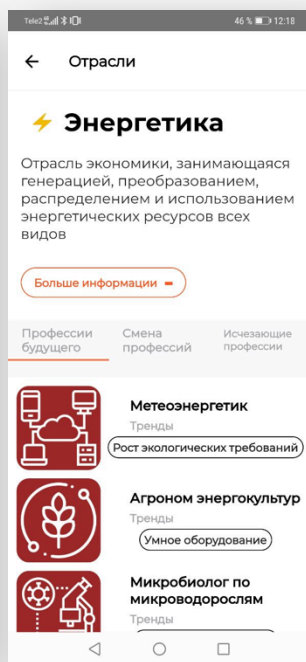 Tele2
46 % 12:18
Отрасли
Энергетика
Отрасль экономики, занимающаяся
генерацией, преобразованием,
распределением и использованием
энергетических ресурсов всех
видов
Больше информации
Профессии
будущего
Смена
профессий
Исчезающие
профессии
Метеоэнергетик
Тренды
Рост экологических требований
Агроном энергокультур
Тренды
Умное оборудование
Микробиолог по
микроводорослям
Тренды